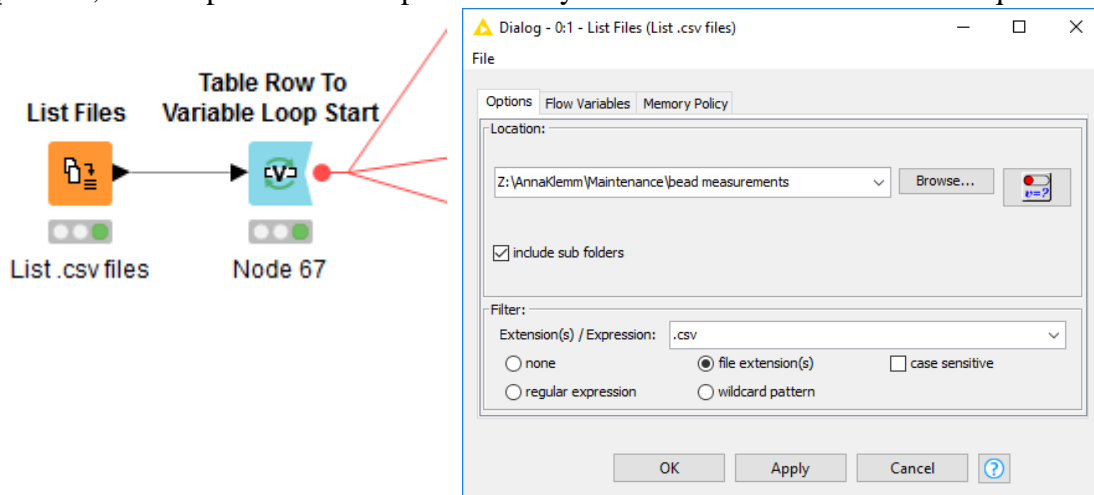 Table Row To
List Files Variable Loop Start
List .csv files
Node 67
Dialog - 0:1 - List Files (List .csv files)
File
Options Flow Variables Memory Policy
Location:
Z:\AnnaKlemm\Maintenance\bead measurements
Browse...
v=?
include sub folders
Filter:
Extension(s) / Expression: .csv
none file extension(s) case sensitive
regular expression wildcard pattern
OK Apply Cancel ?